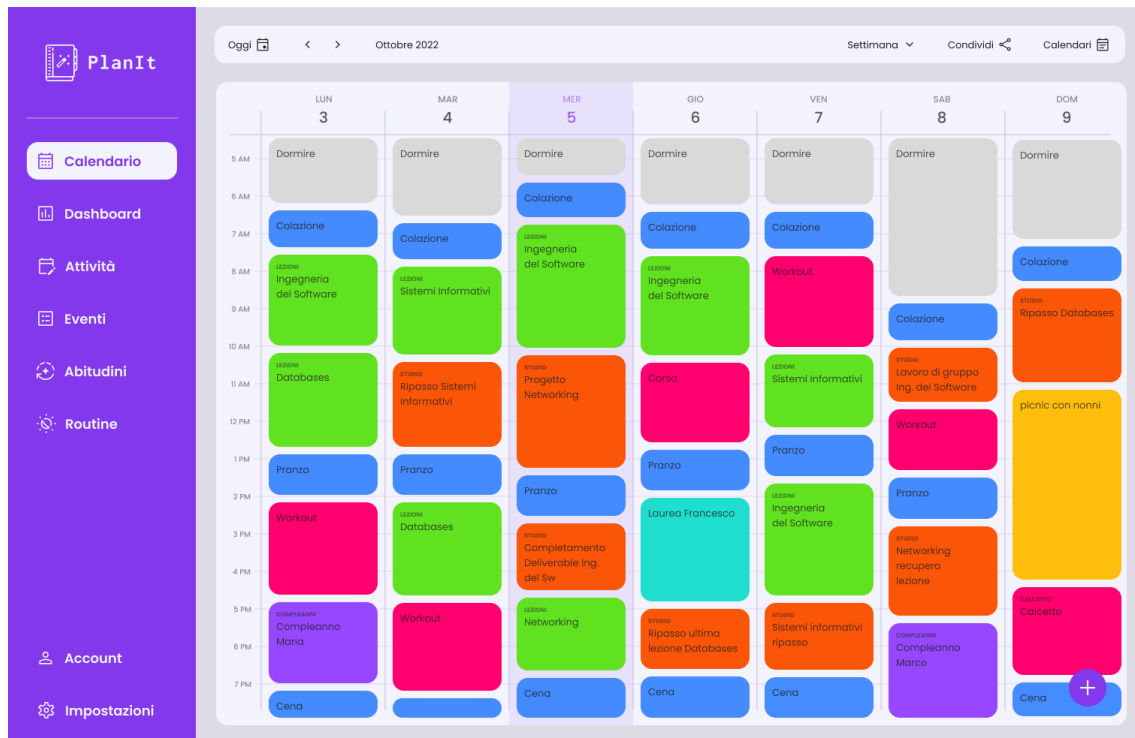 PlanIt
Calendario
Dashboard
Attività
Eventi
Abitudini
Routine
Account
Impostazioni
Oggi
Ottobre 2022
Settimana
Condividi
Calendari
LUN
3
MAR
4
MER
5
GIO
6
VEN
7
SAB
8
DOM
9
5 AM
6 AM
7 AM
8 AM
9 AM
10 AM
11 AM
12 PM
1 PM
2 PM
3 PM
4 PM
5 PM
6 PM
7 PM
Dormire
Colazione
LEZIONI
Ingegneria
del Software
LEZIONI
Databases
Pranzo
Workout
COMPLEANNI
Compleanno
Maria
Cena
Dormire
Colazione
LEZIONI
Sistemi Informativi
STUDIO
Ripasso Sistemi
Informativi
Pranzo
LEZIONI
Databases
Workout
Dormire
Colazione
LEZIONI
Ingegneria
del Software
STUDIO
Progetto
Networking
Pranzo
STUDIO
Completamento
Deliverable Ing.
del Sw
LEZIONI
Networking
Cena
Dormire
Colazione
LEZIONI
Ingegneria
del Software
Corsa
Pranzo
Laurea Francesco
STUDIO
Ripasso ultima
lezione Databases
Cena
Dormire
Colazione
Workout
LEZIONI
Sistemi Informativi
Pranzo
LEZIONI
Ingegneria
del Software
STUDIO
Sistemi informativi
ripasso
Cena
Dormire
Colazione
STUDIO
Lavoro di gruppo
Ing. del Software
Workout
Pranzo
STUDIO
Networking
recupero
lezione
COMPLEANNI
Compleanno
Marco
Dormire
Colazione
STUDIO
Ripasso Databases
picnic con nonni
CALCETTO
Calcetto
Cena